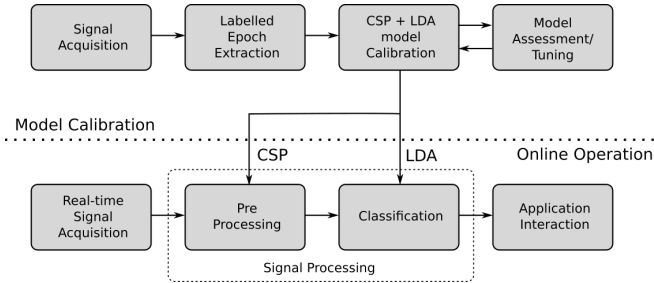 Signal
Acquisition
Labelled
Epoch
Extraction
CSP + LDA
model
Calibration
Model
Assessment/
Tuning
Model Calibration
CSP
LDA
Online Operation
Real-time
Signal
Acquisition
Pre
Processing
Classification
Application
Interaction
Signal Processing